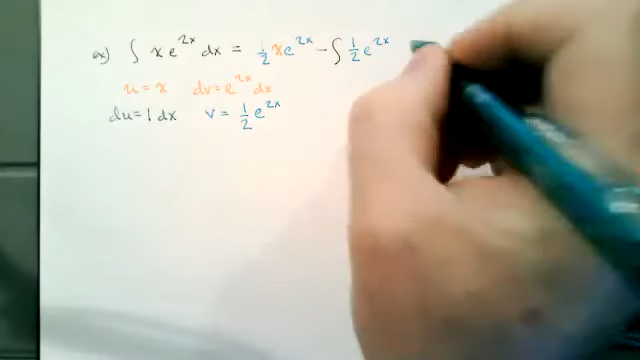 ex) ∫ x e^{2x} dx = 1/2 x e^{2x} - ∫ 1/2 e^{2x}
u = x dv = e^{2x} dx
du = 1 dx v = 1/2 e^{2x}